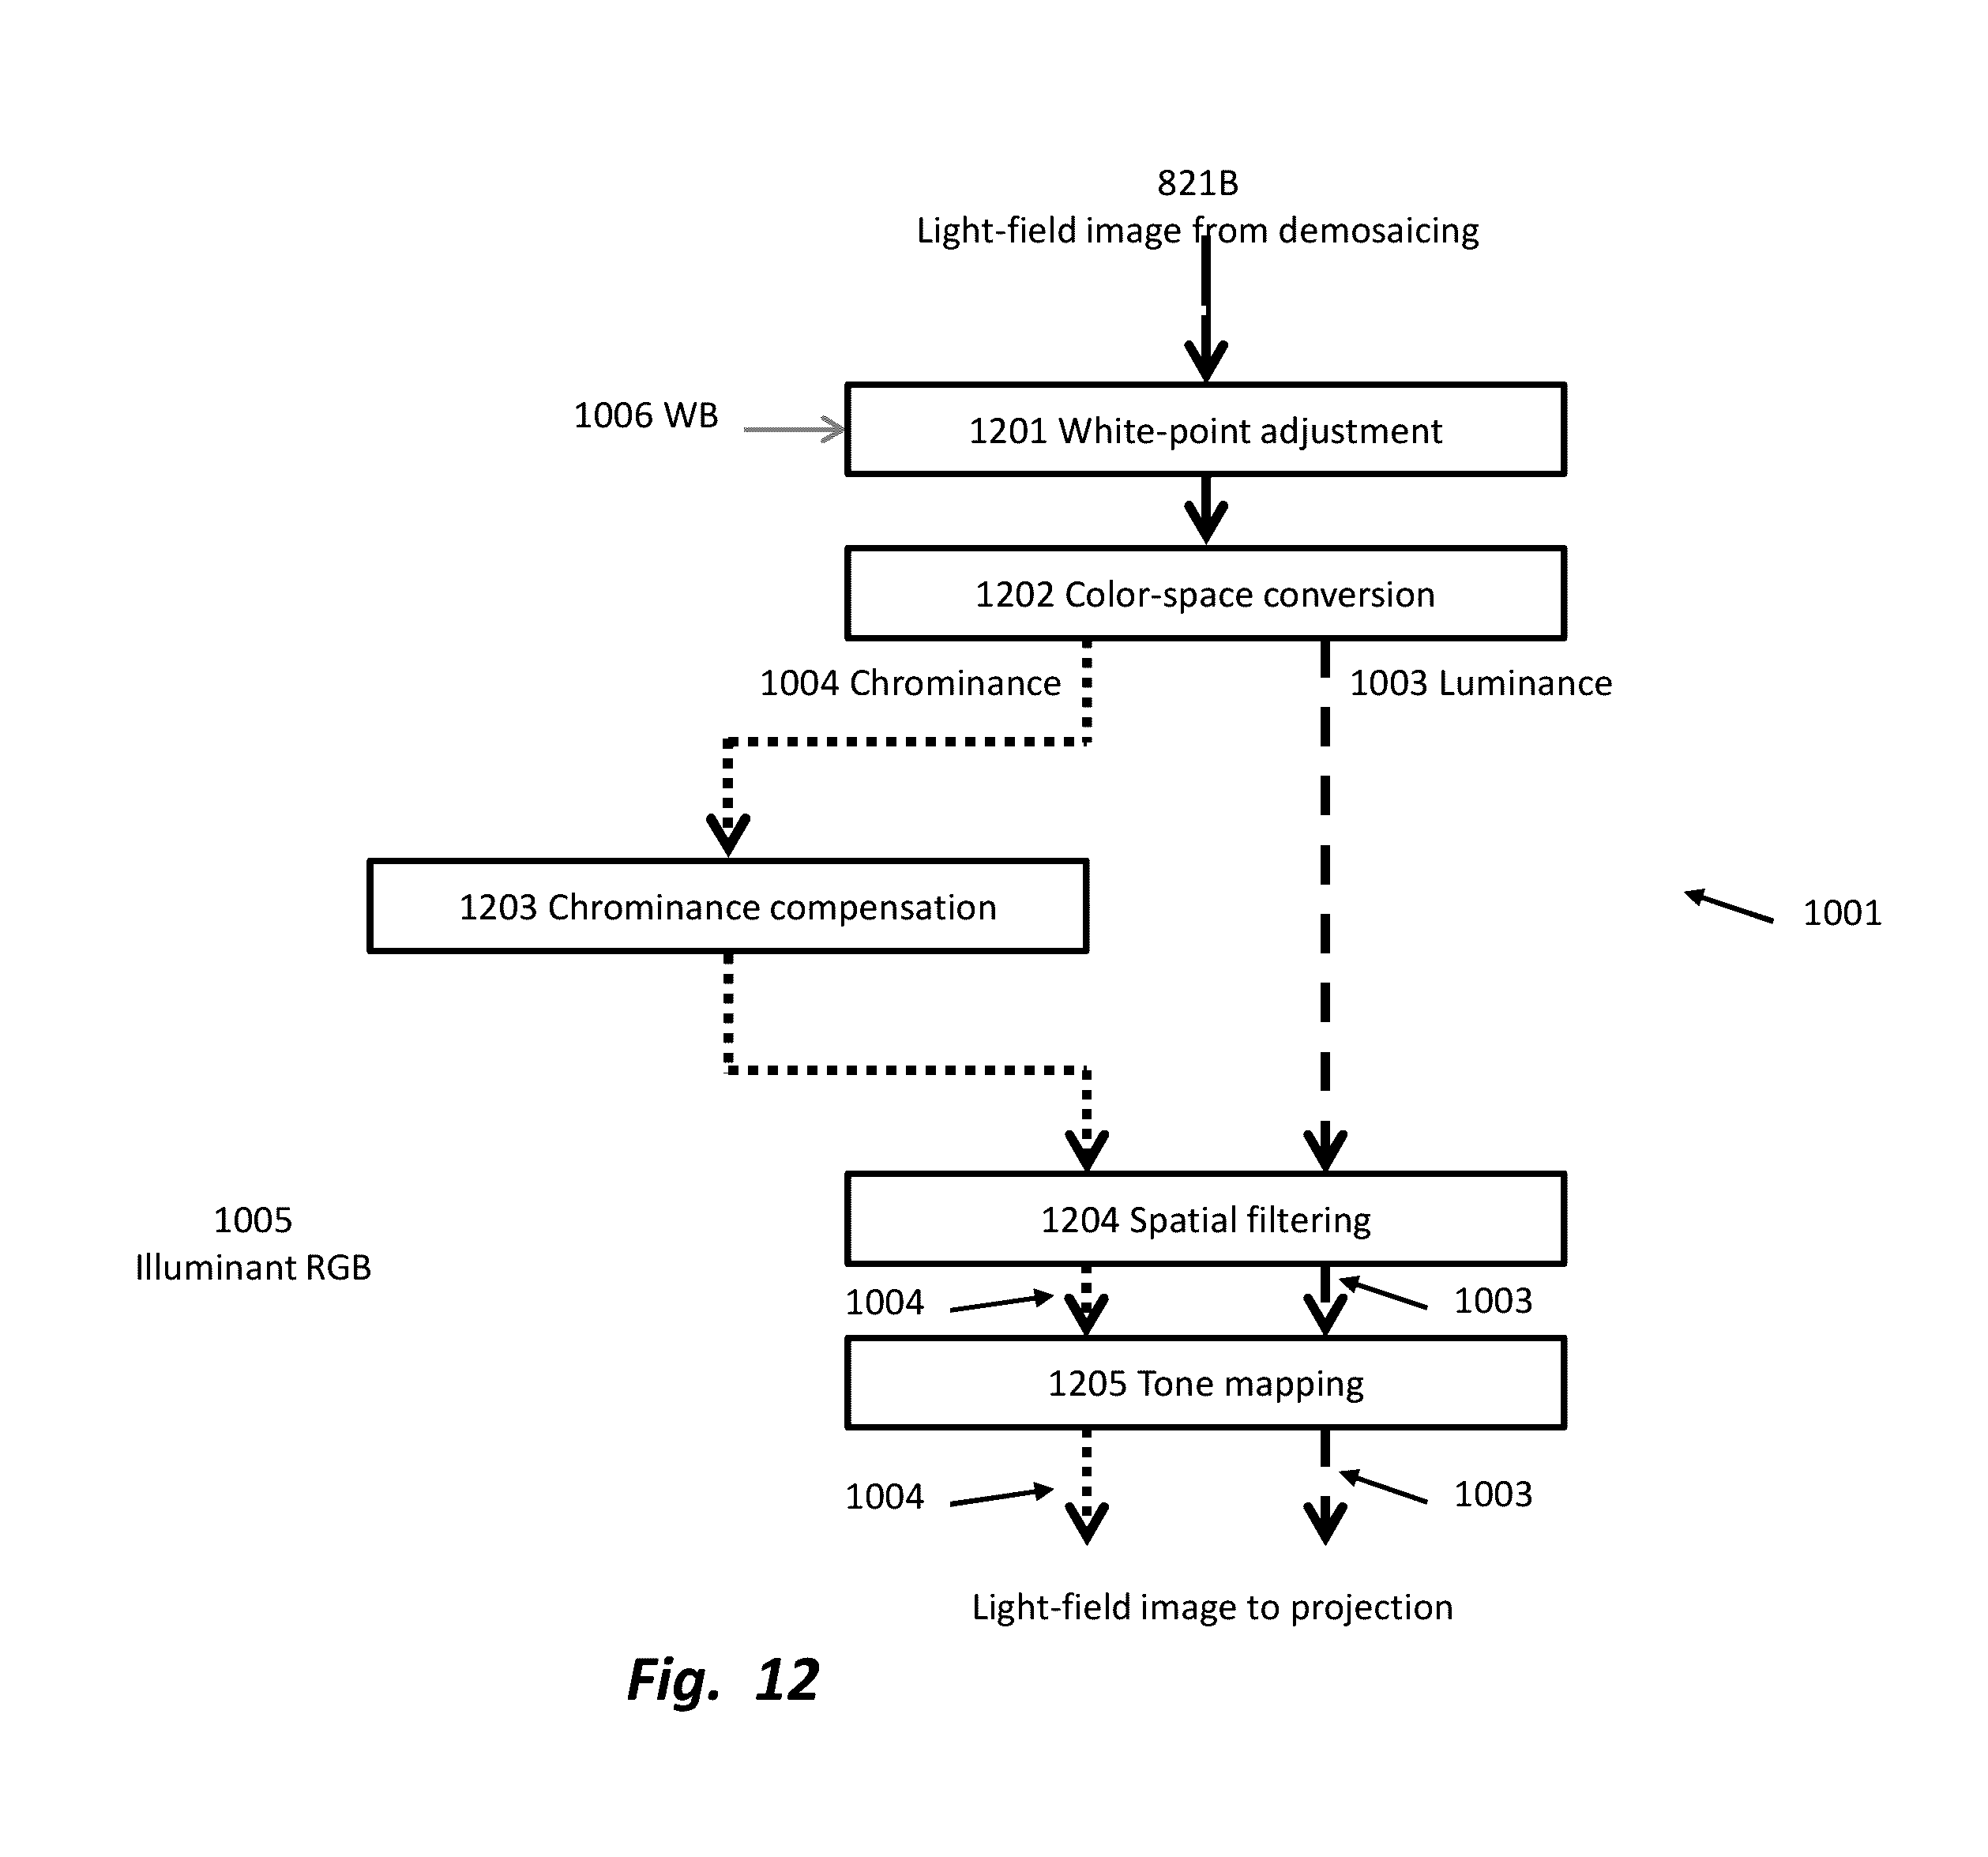 821B
Light-field image from demosaicing
1006 WB
1201 White-point adjustment
1202 Color-space conversion
1004 Chrominance
1003 Luminance
1203 Chrominance compensation
1001
1005
Illuminant RGB
1204 Spatial filtering
1004
1003
1205 Tone mapping
1004
1003
Light-field image to projection
Fig. 12